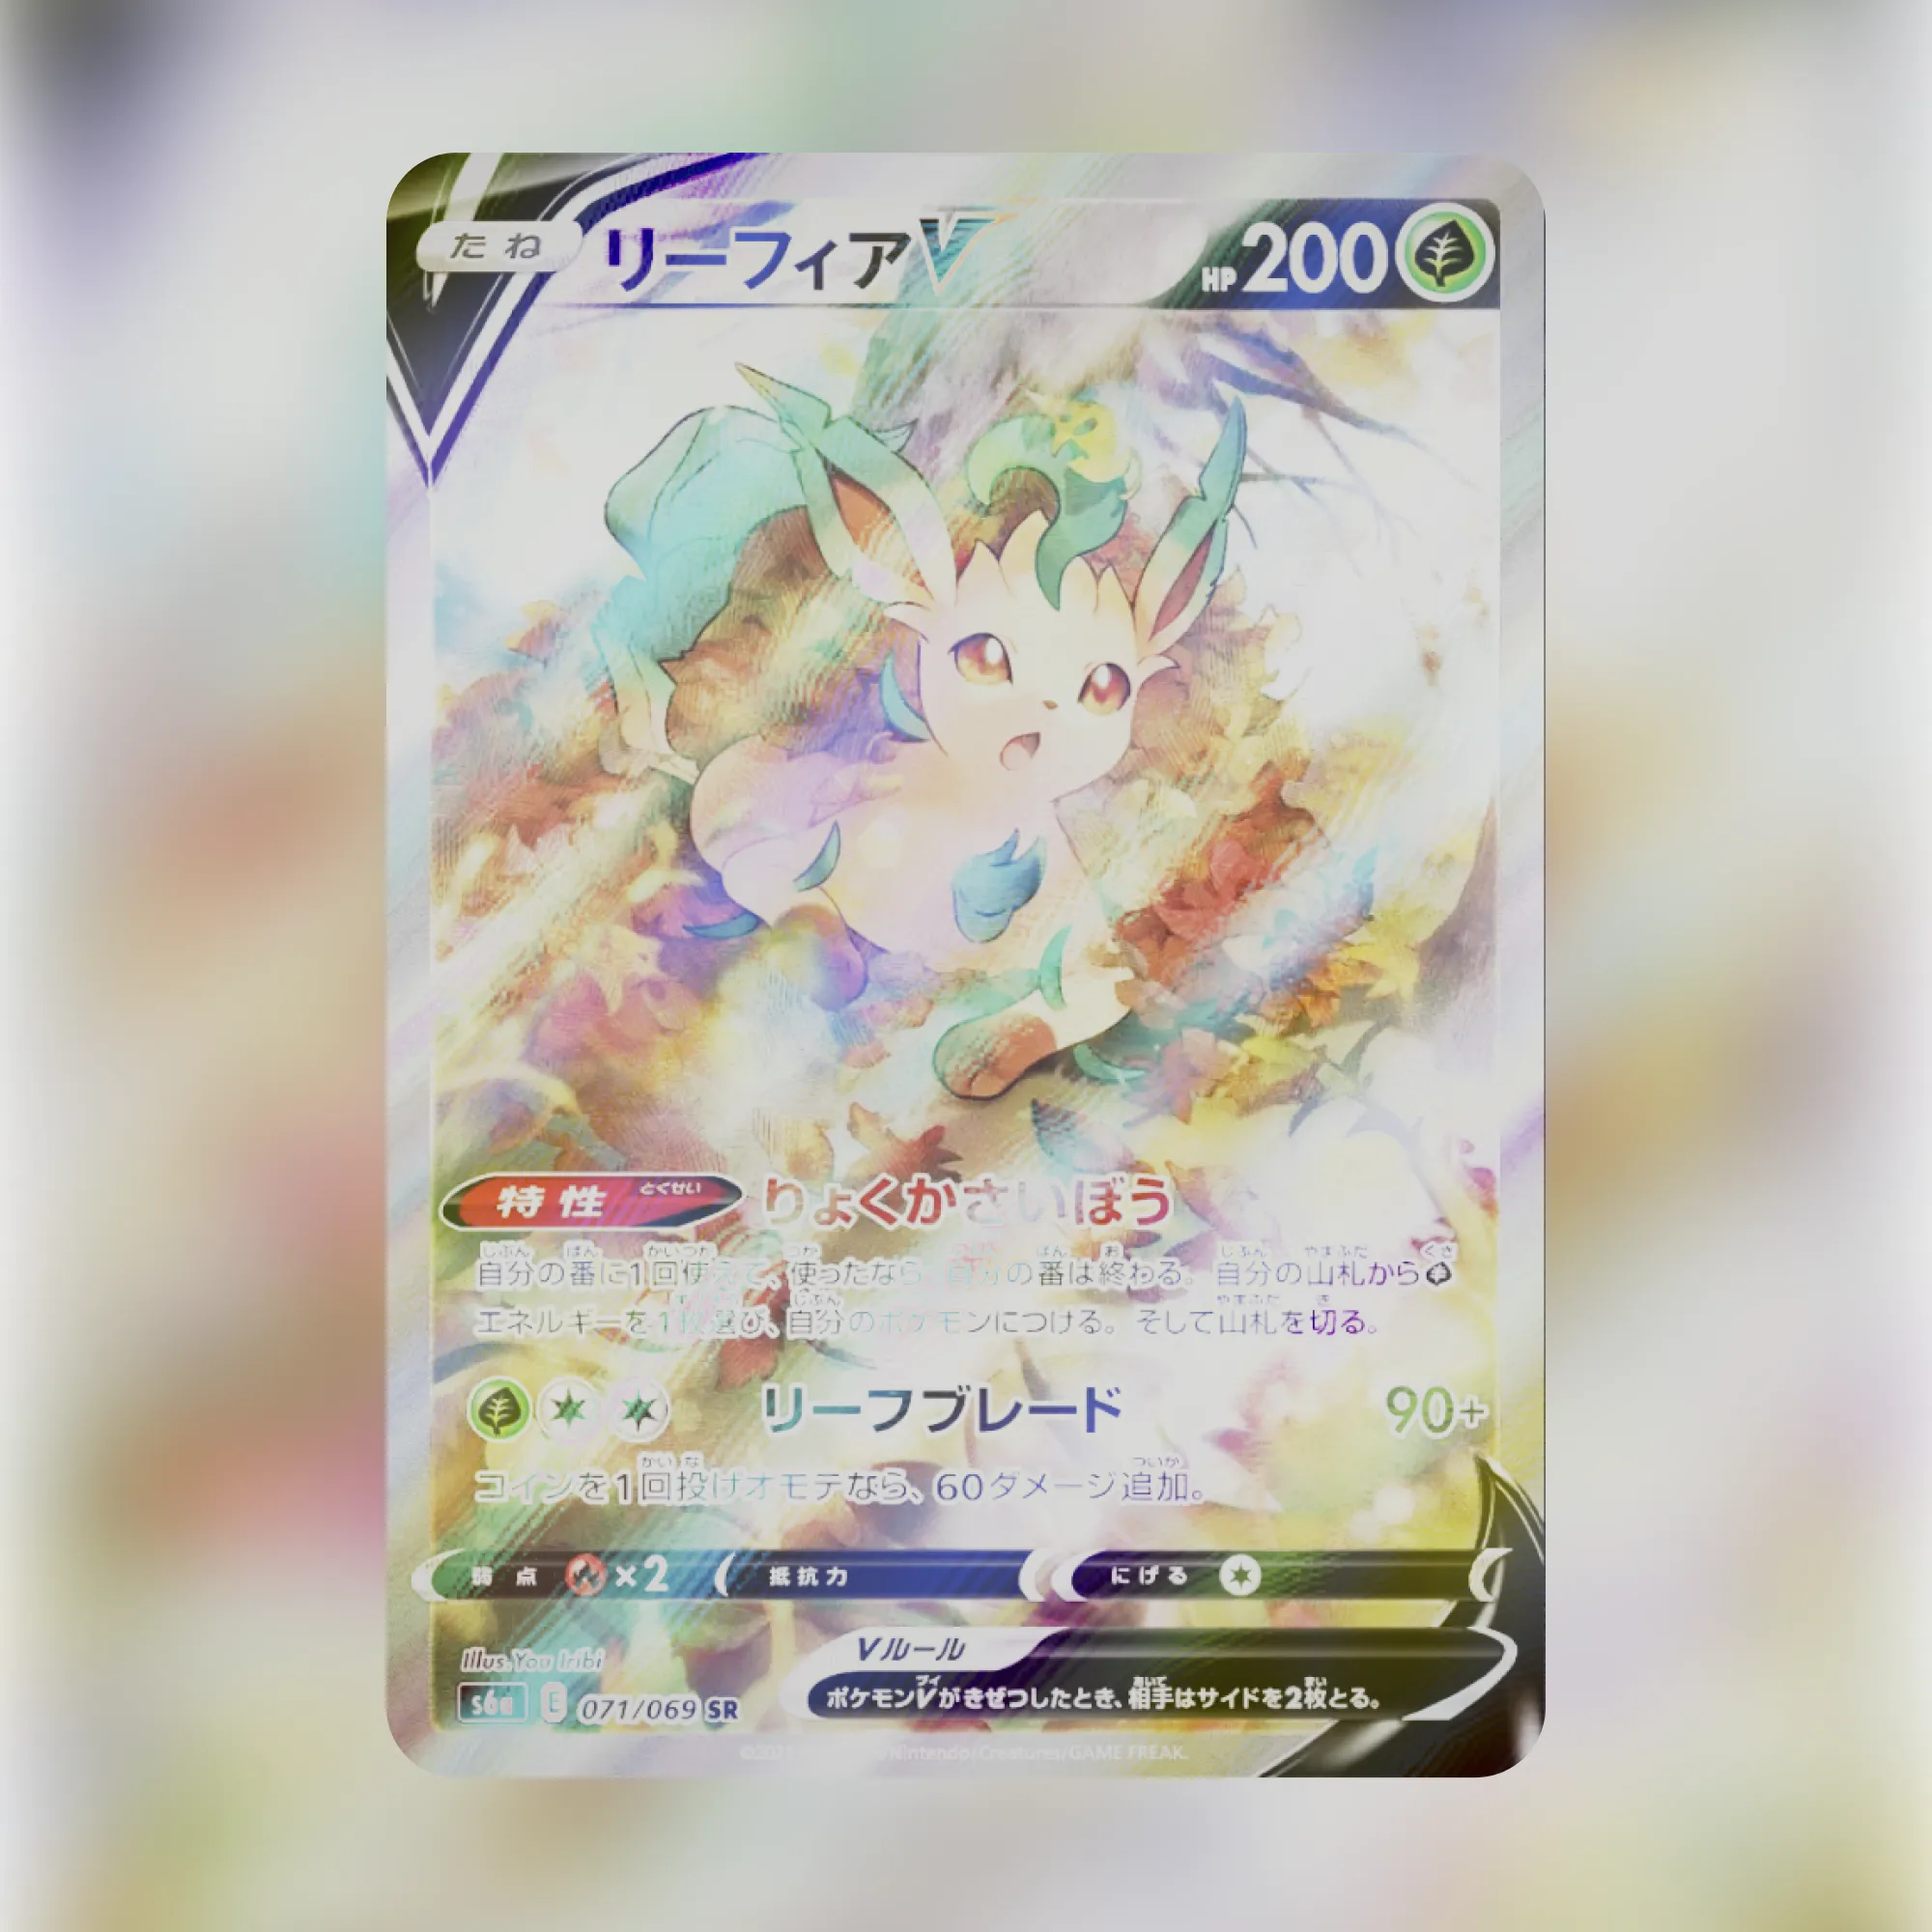 たね リーフィアV HP200
特性 とくせい りょくかさいぼう
自分の番に1回使えて、使ったなら、自分の番は終わる。自分の山札から
エネルギーを1枚選び、自分のポケモンにつける。そして山札を切る。
リーフブレード 90+
コインを1回投げオモテなら、60ダメージ追加。
弱点 ×2 抵抗力 にげる
Vルール
ポケモンVがきぜつしたとき、相手はサイドを2枚とる。
Illus. You Iribi
s6a E 071/069 SR
Nintendo/Creatures/GAME FREAK.